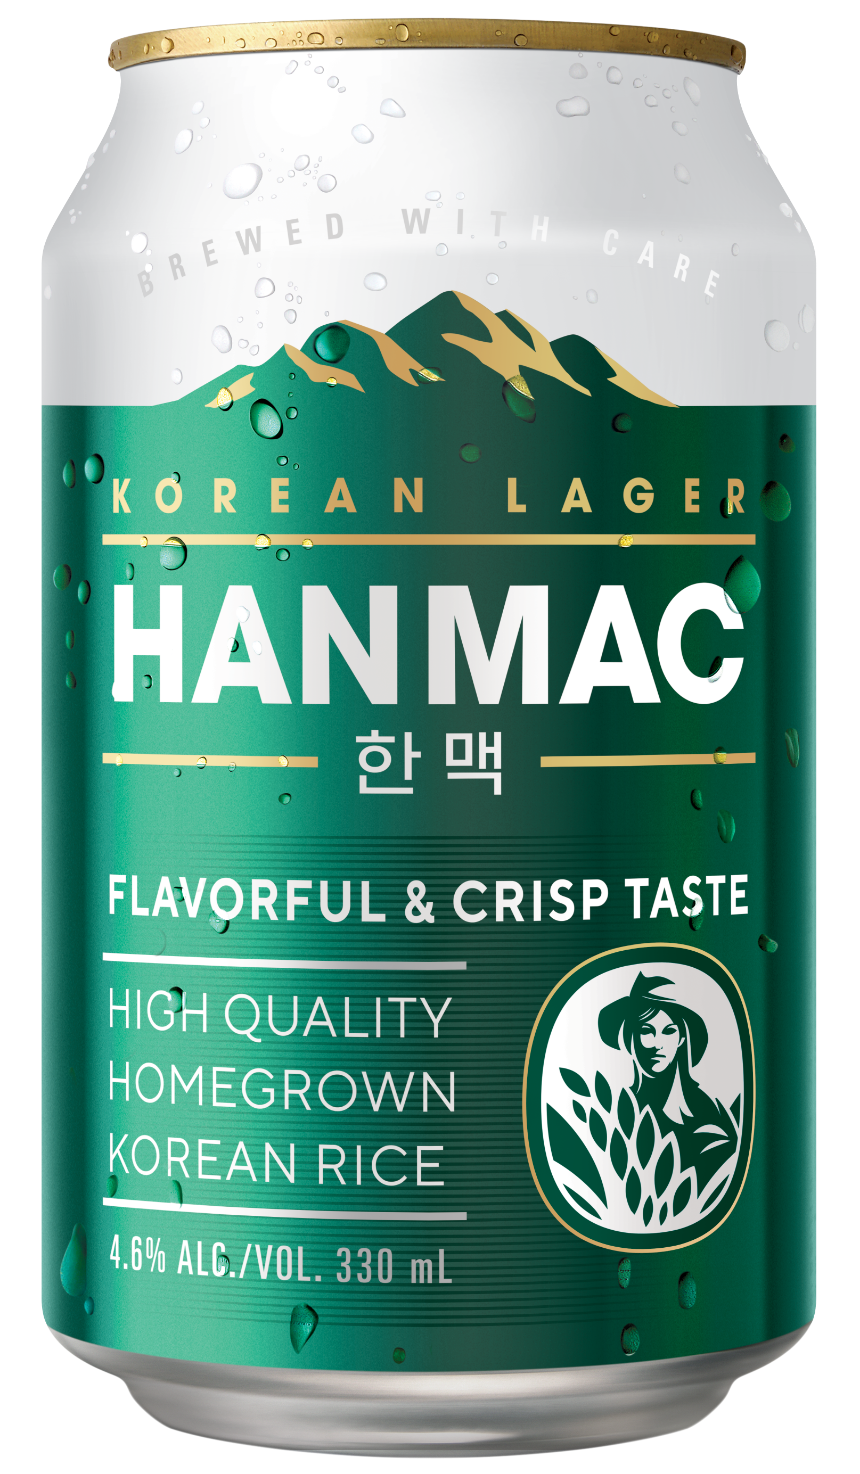 BREWED WITH CARE
KOREAN LAGER
HANMAC
한맥
FLAVORFUL & CRISP TASTE
HIGH QUALITY
HOMEGROWN
KOREAN RICE
4.6% ALC./VOL. 330 mL